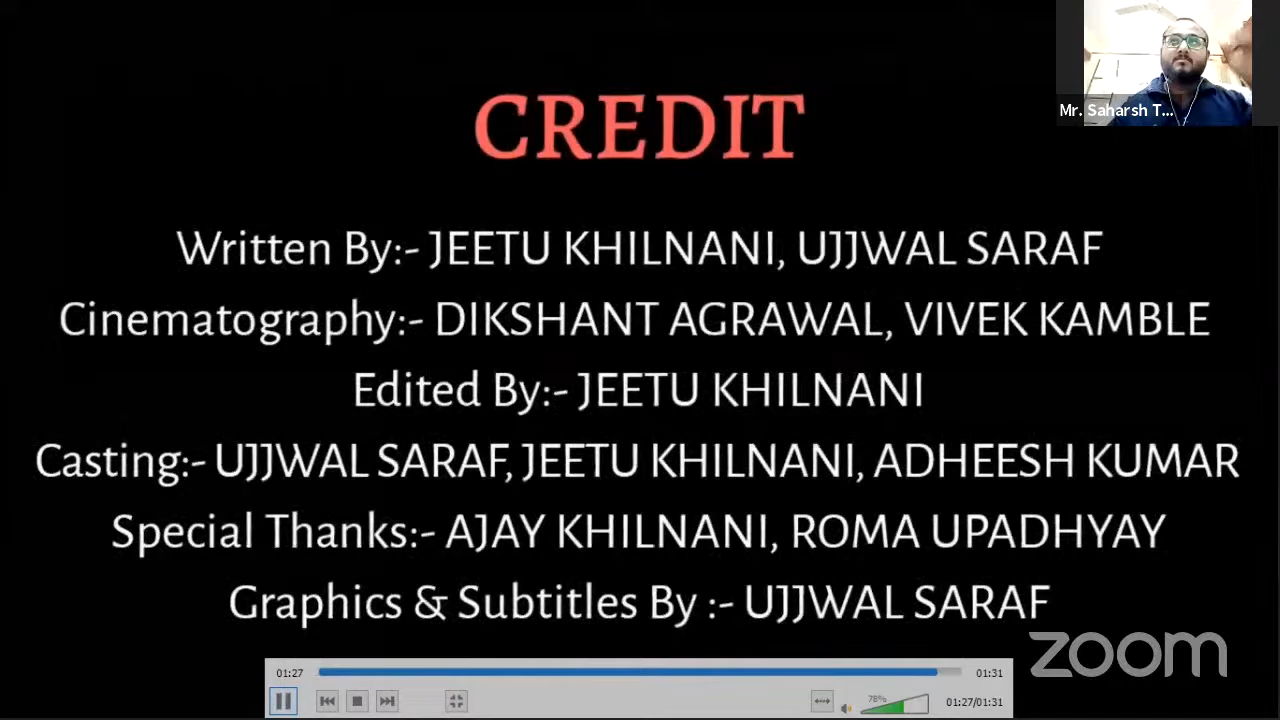 CREDIT
Mr. Saharsh T...
Written By:- JEETU KHILNANI, UJJWAL SARAF
Cinematography:- DIKSHANT AGRAWAL, VIVEK KAMBLE
Edited By:- JEETU KHILNANI
Casting:- UJJWAL SARAF, JEETU KHILNANI, ADHEESH KUMAR
Special Thanks:- AJAY KHILNANI, ROMA UPADHYAY
Graphics & Subtitles By :- UJJWAL SARAF
zoom
01:27 01:31
78% 01:27/01:31